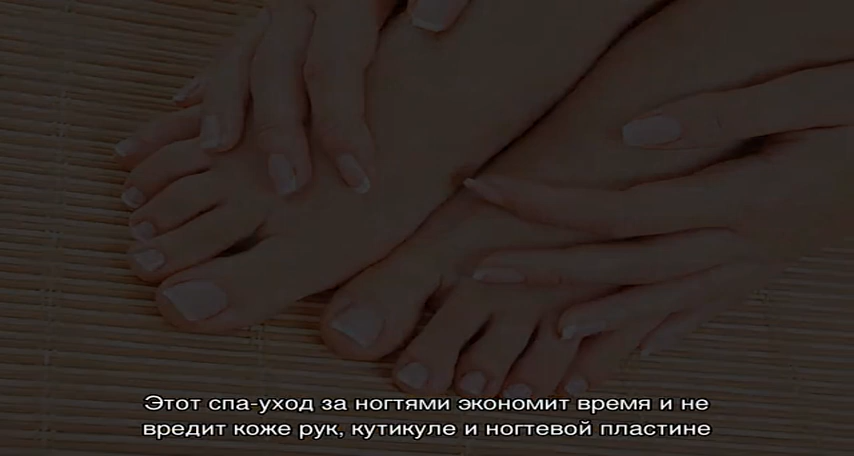 Этот спа-уход за ногтями экономит время и не
вредит коже рук, кутикуле и ногтевой пластине